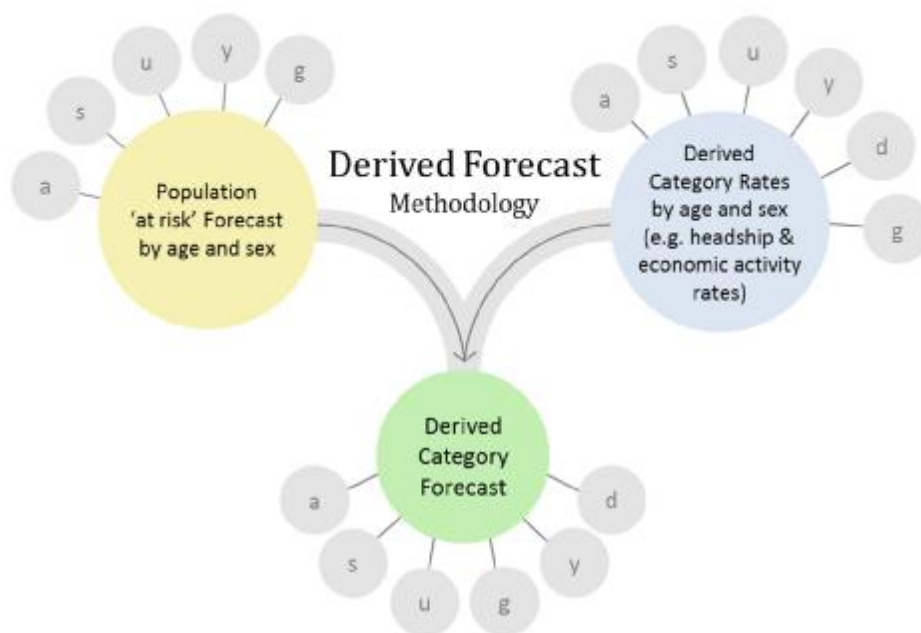 a
s
u
y
g
Population
‘at risk’ Forecast
by age and sex
Derived Forecast
Methodology
a
s
u
y
d
g
Derived
Category Rates
by age and sex
(e.g. headship &
economic activity
rates)
Derived
Category
Forecast
a
s
u
g
y
d